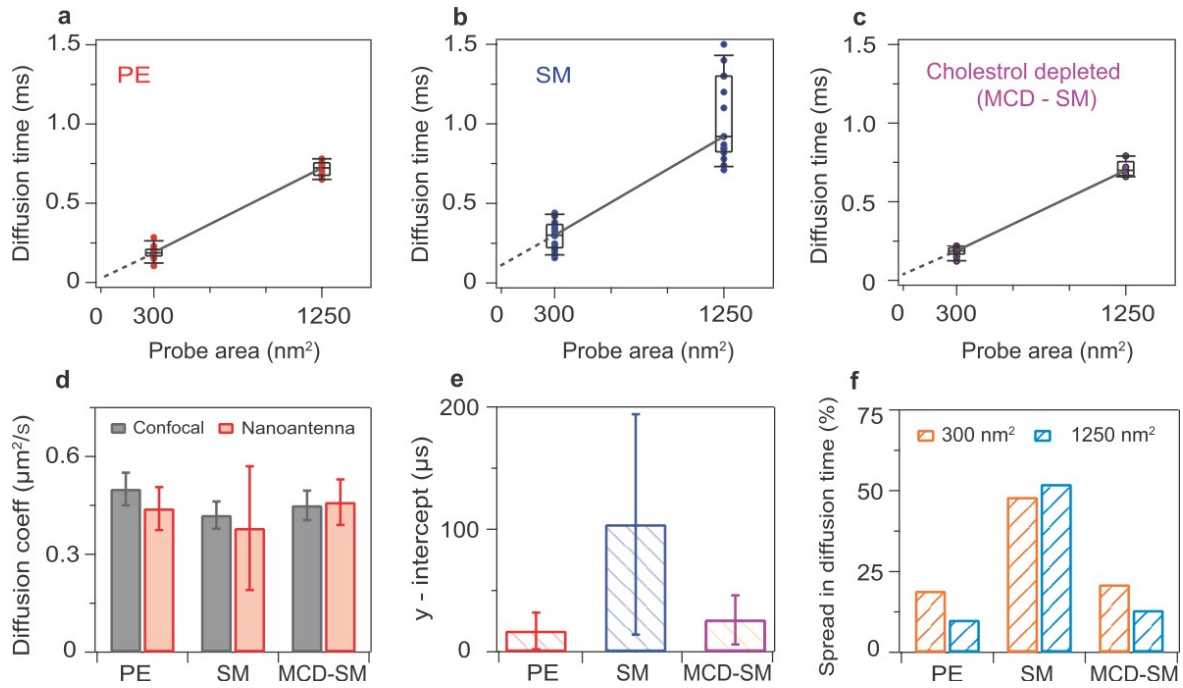 a
PE
Diffusion time (ms)
1.5
1.0
0.5
0
0
300
1250
Probe area (nm²)
b
SM
Diffusion time (ms)
1.5
1.0
0.5
0
0
300
1250
Probe area (nm²)
c
Cholestrol depleted
(MCD - SM)
Diffusion time (ms)
1.5
1.0
0.5
0
0
300
1250
Probe area (nm²)
d
Confocal
Nanoantenna
Diffusion coeff (µm²/s)
0.6
0.3
0
PE
SM
MCD-SM
e
y - intercept (µs)
200
100
0
PE
SM
MCD-SM
f
300 nm²
1250 nm²
Spread in diffusion time (%)
75
50
25
0
PE
SM
MCD-SM